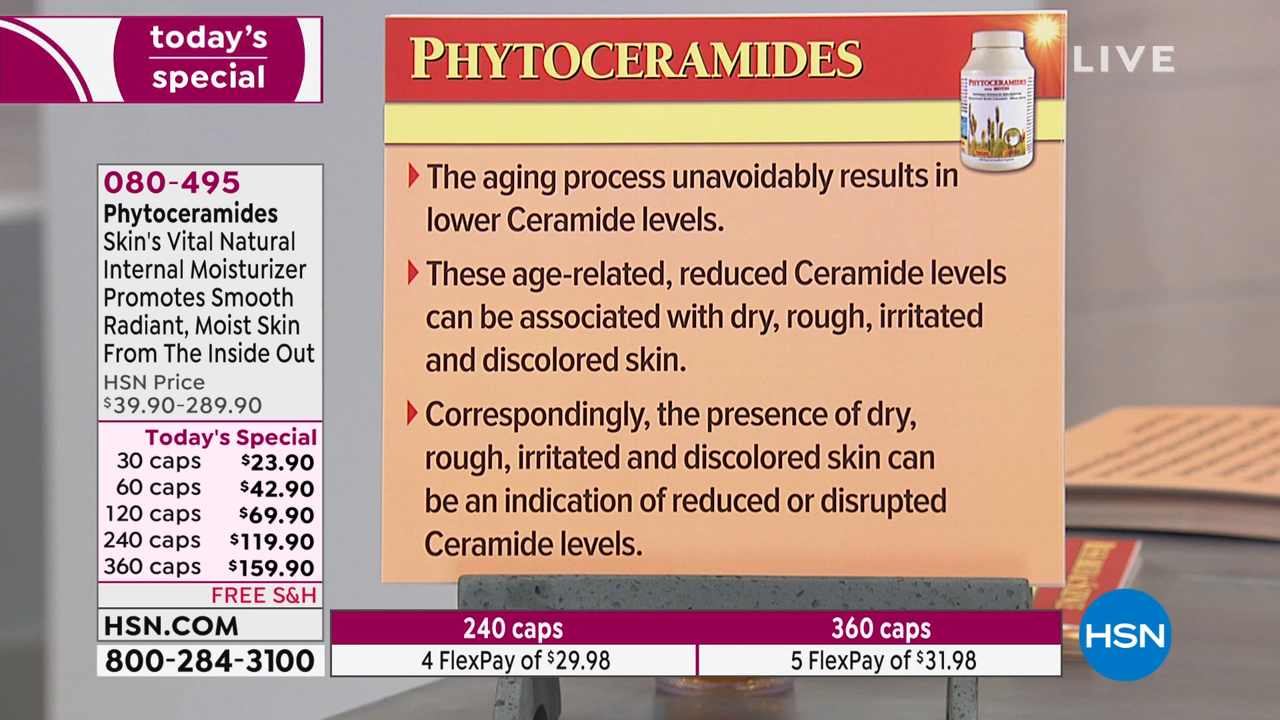 today's
special
PHYTOCERAMIDES
LIVE
PHYTOCERAMIDES
080-495
Phytoceramides
Skin's Vital Natural
Internal Moisturizer
Promotes Smooth
Radiant, Moist Skin
From The Inside Out
HSN Price
$39.90-289.90
Today's Special
30 caps $23.90
60 caps $42.90
120 caps $69.90
240 caps $119.90
360 caps $159.90
FREE S&H
HSN.COM
800-284-3100
The aging process unavoidably results in
lower Ceramide levels.
These age-related, reduced Ceramide levels
can be associated with dry, rough, irritated
and discolored skin.
Correspondingly, the presence of dry,
rough, irritated and discolored skin can
be an indication of reduced or disrupted
Ceramide levels.
240 caps 360 caps
4 FlexPay of $29.98 5 FlexPay of $31.98
HSN